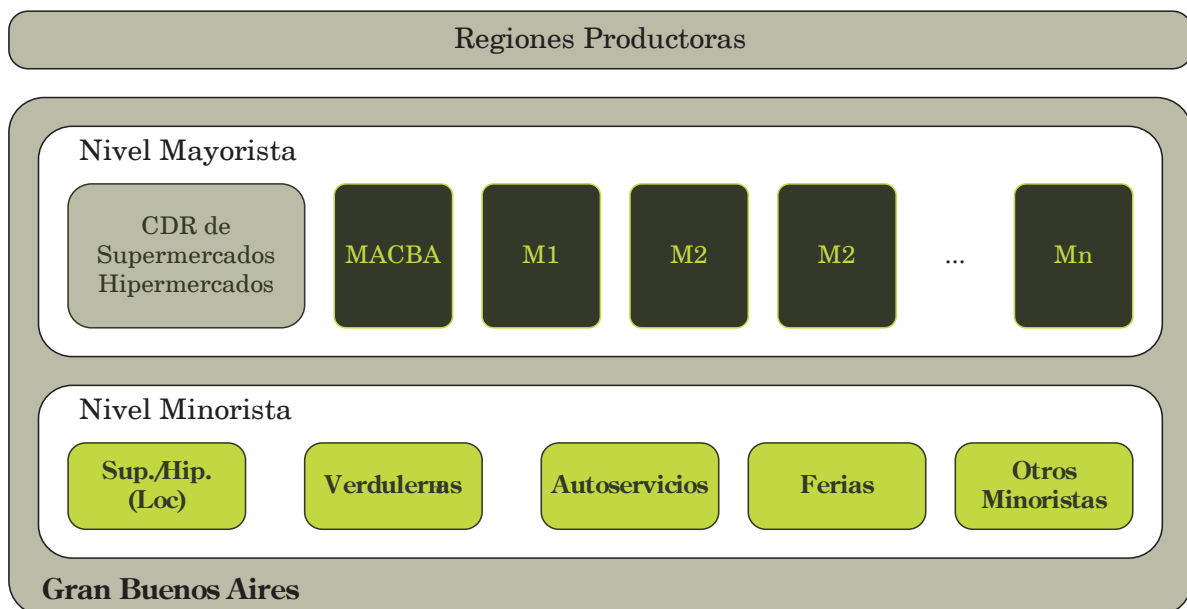 Regiones Productoras
Nivel Mayorista
CDR de
Supermercados
Hipermercados
MACBA
M1
M2
M2
...
Mn
Nivel Minorista
Sup./Hip.
(Loc)
Verdulerías
Autoservicios
Ferias
Otros
Minoristas
Gran Buenos Aires